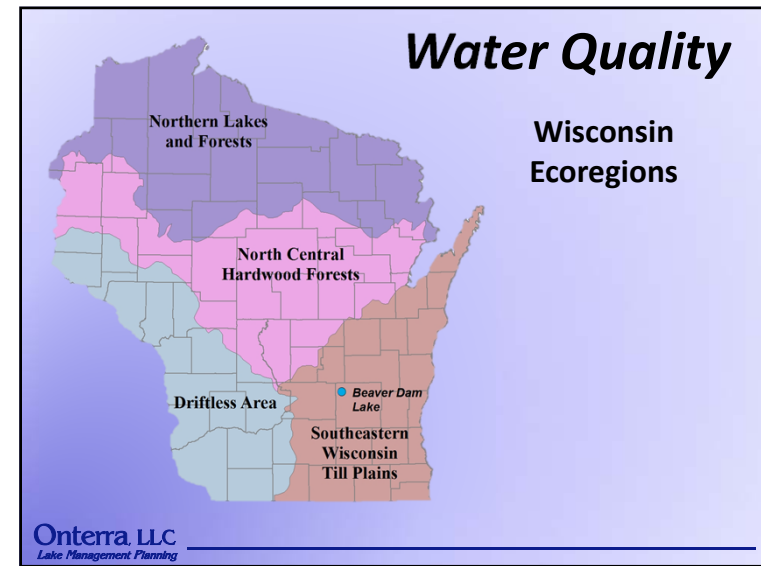 Water Quality
Wisconsin
Ecoregions
Northern Lakes
and Forests
North Central
Hardwood Forests
Driftless Area
Beaver Dam
Lake
Southeastern
Wisconsin
Till Plains
Onterra, LLC
Lake Management Planning